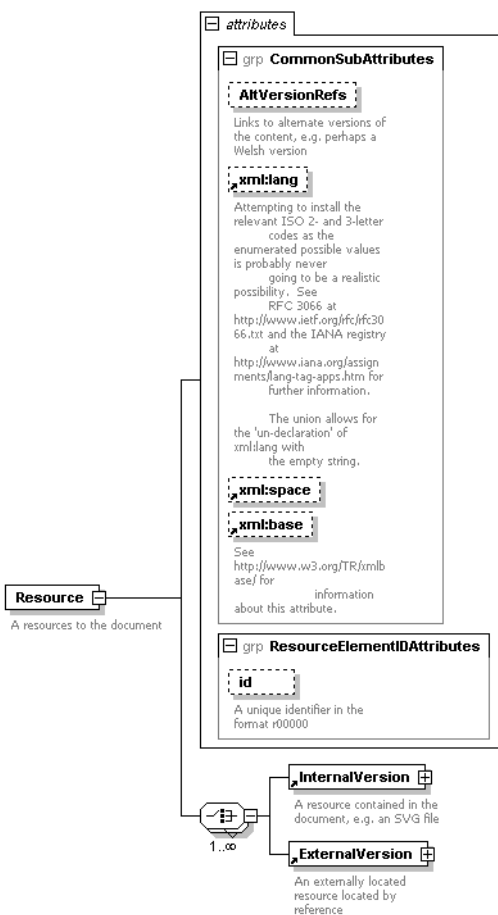 attributes
grp CommonSubAttributes
AltVersionRefs
Links to alternate versions of
the content, e.g. perhaps a
Welsh version
xml:lang
Attempting to install the
relevant ISO 2- and 3-letter
codes as the
enumerated possible values
is probably never
going to be a realistic
possibility. See
RFC 3066 at
http://www.ietf.org/rfc/rfc30
66.txt and the IANA registry
at
http://www.iana.org/assign
ments/lang-tag-apps.htm for
further information.
The union allows for
the 'un-declaration' of
xml:lang with
the empty string.
xml:space
xml:base
See
http://www.w3.org/TR/xmlb
ase/ for
information
about this attribute.
Resource
A resources to the document
grp ResourceElementIDAttributes
id
A unique identifier in the
format r00000
InternalVersion
A resource contained in the
document, e.g. an SVG file
1..∞
ExternalVersion
An externally located
resource located by
reference